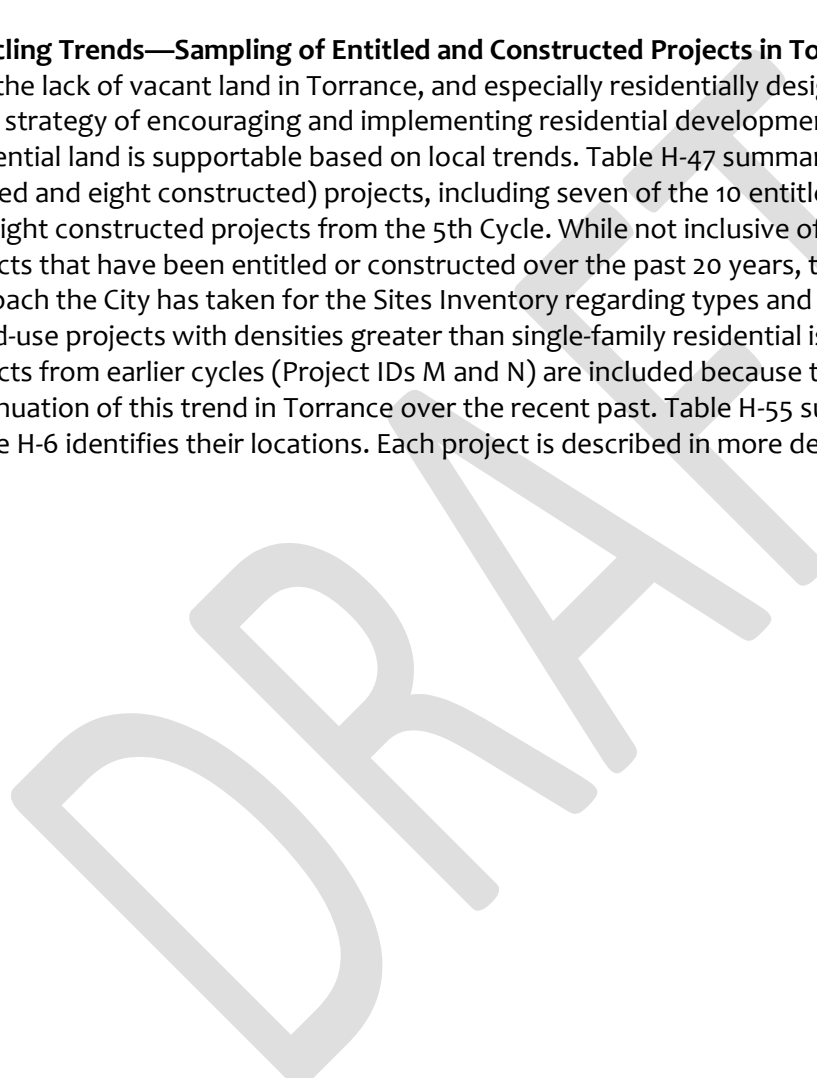 cling Trends—Sampling of Entitled and Constructed Projects in To
the lack of vacant land in Torrance, and especially residentially desi
strategy of encouraging and implementing residential developme
ential land is supportable based on local trends. Table H-47 summa
ed and eight constructed) projects, including seven of the 10 entitl
ight constructed projects from the 5th Cycle. While not inclusive of
cts that have been entitled or constructed over the past 20 years, t
oach the City has taken for the Sites Inventory regarding types and
d-use projects with densities greater than single-family residential is
cts from earlier cycles (Project IDs M and N) are included because t
nuation of this trend in Torrance over the recent past. Table H-55 su
e H-6 identifies their locations. Each project is described in more de
DRAFT